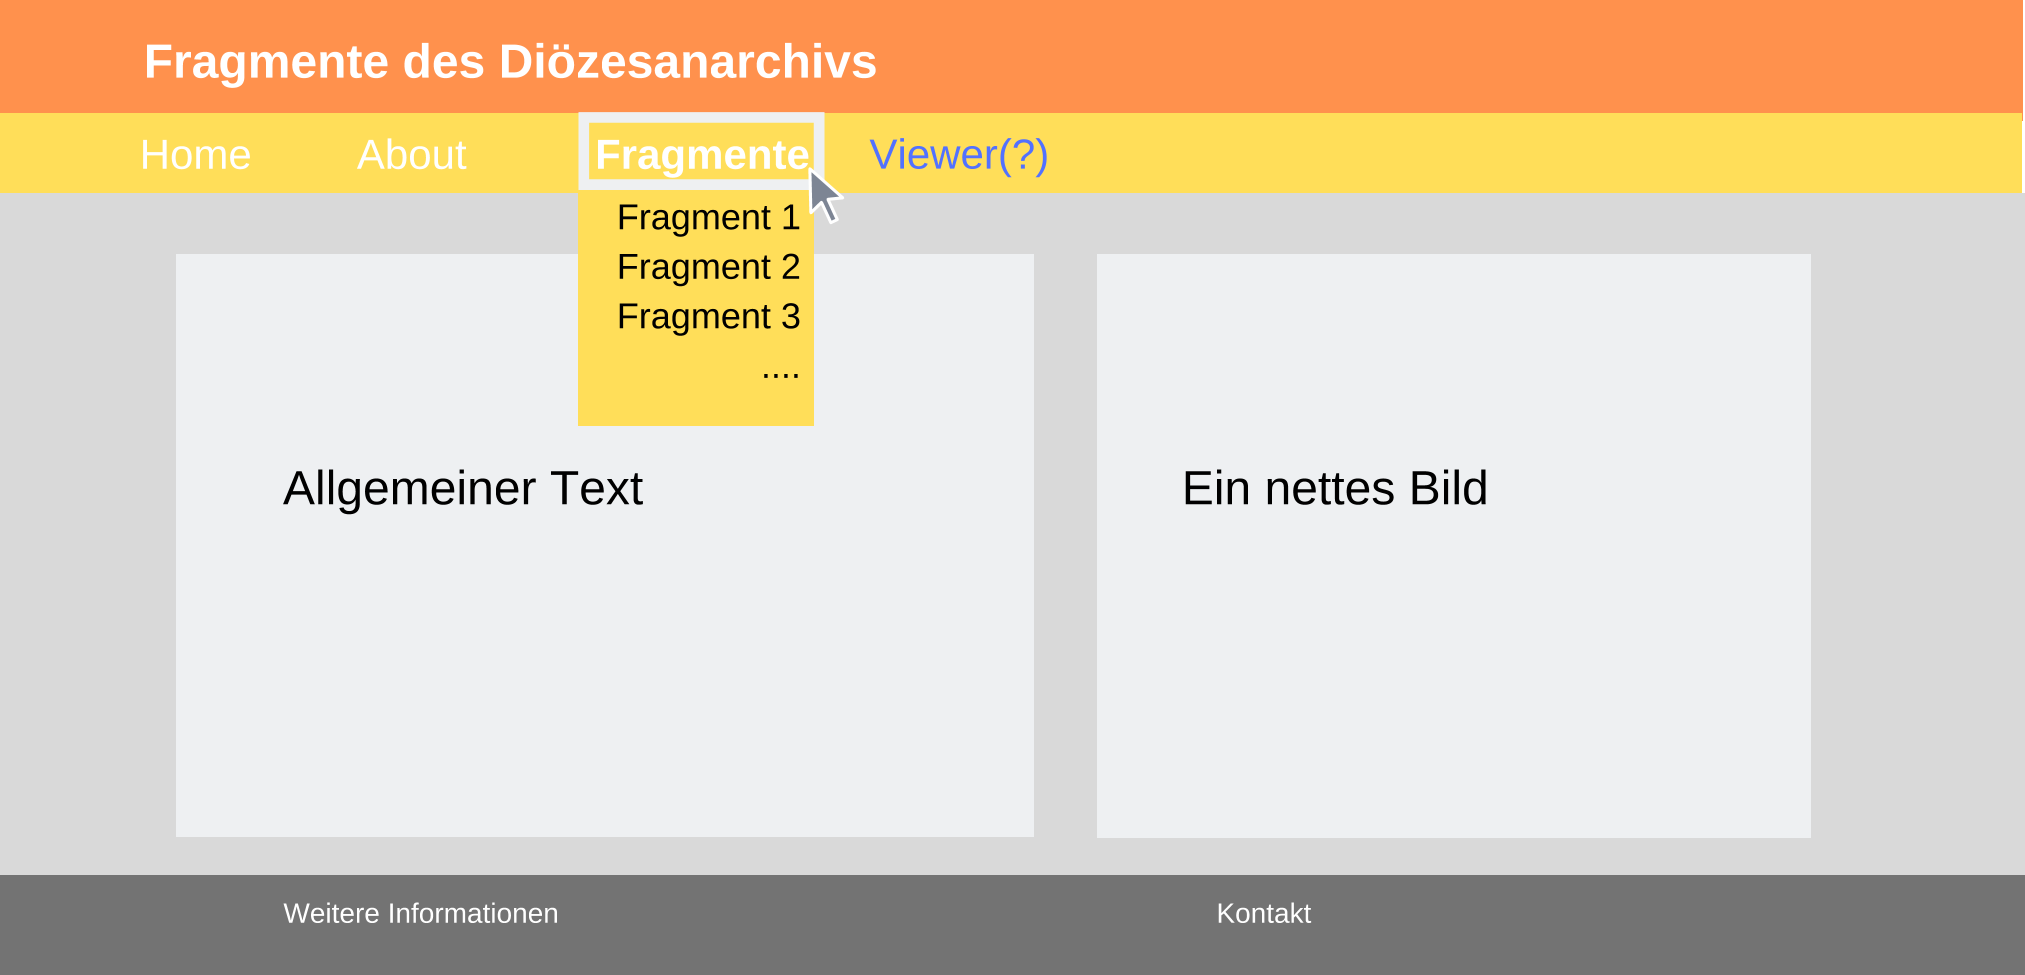 Fragmente des Diözesanarchivs
Home About Fragmente Viewer(?)
Fragment 1
Fragment 2
Fragment 3
....
Allgemeiner Text
Ein nettes Bild
Weitere Informationen
Kontakt